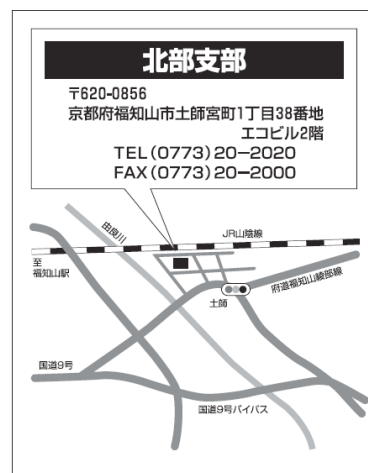 北部支部
〒620-0856
京都府福知山市土師宮町1丁目38番地
エコビル2階
TEL(0773)20-2020
FAX(0773)20-2000
JR山陰線
由良川
至
福知山駅
府道福知山綾部線
土師
国道9号
国道9号バイパス